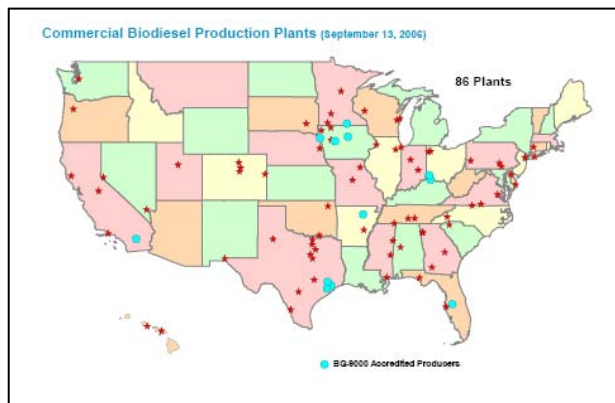 Commercial Biodiesel Production Plants (September 13, 2006)
86 Plants
BQ-9000 Accredited Producers